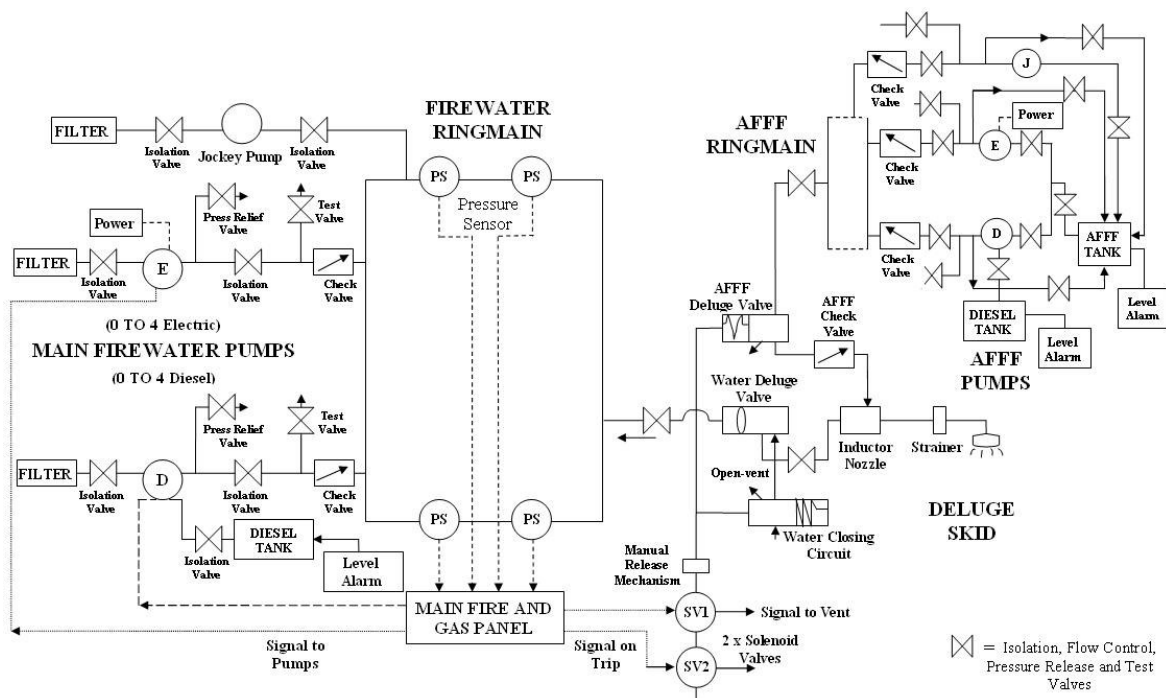 FIREWATER
RINGMAIN
FILTER
Isolation
Valve
Jockey Pump
Isolation
Valve
PS
PS
Pressure
Sensor
Power
Press Relief
Valve
Test
Valve
FILTER
Isolation
Valve
E
Isolation
Valve
Check
Valve
(0 TO 4 Electric)
MAIN FIREWATER PUMPS
(0 TO 4 Diesel)
Press Relief
Valve
Test
Valve
FILTER
Isolation
Valve
D
Isolation
Valve
Check
Valve
Isolation
Valve
DIESEL
TANK
Level
Alarm
PS
PS
MAIN FIRE AND
GAS PANEL
Signal to
Pumps
Signal on
Trip
AFFF
RINGMAIN
Check
Valve
J
Power
Check
Valve
E
Check
Valve
D
AFFF
TANK
DIESEL
TANK
Level
Alarm
Level
Alarm
AFFF
PUMPS
AFFF
Deluge Valve
AFFF
Check
Valve
Water Deluge
Valve
Inductor
Nozzle
Strainer
Open-vent
Water Closing
Circuit
DELUGE
SKID
Manual
Release
Mechanism
SV1
Signal to Vent
2 x Solenoid
Valves
SV2
= Isolation, Flow Control,
Pressure Release and Test
Valves